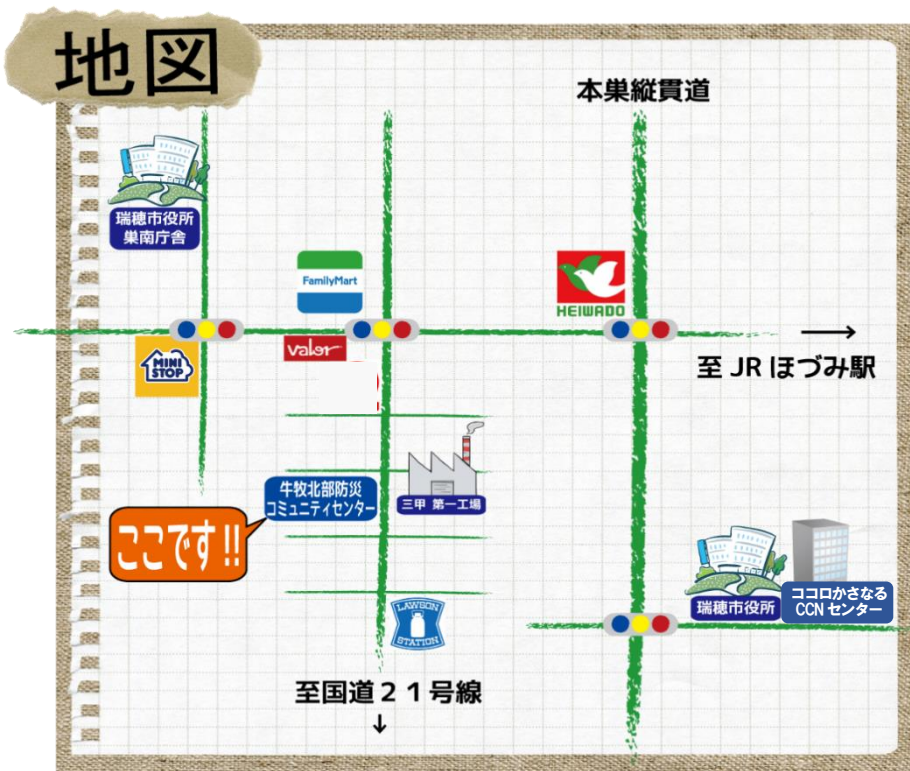 地図
本巣縦貫道
瑞穂市役所
巣南庁舎
FamilyMart
HEIWADO
valor
MINI
STOP
至 JR ほづみ駅
牛牧北部防災
コミュニティセンター
三甲 第一工場
ここです!!
瑞穂市役所
ココロかさなる
CCN センター
LAWSON
STATION
至国道２１号線